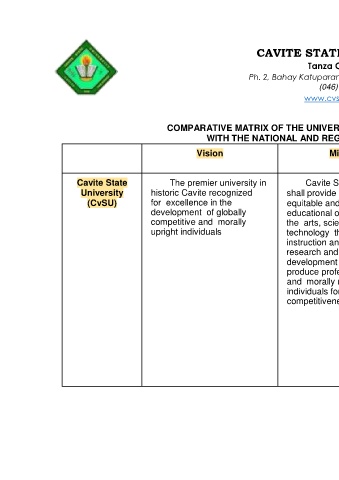 CAVITE STATE
Tanza C
Ph. 2, Bahay Katuparan
(046)
www.cvs
COMPARATIVE MATRIX OF THE UNIVER
WITH THE NATIONAL AND REG
Vision
Mi
Cavite State
University
(CvSU)
The premier university in
historic Cavite recognized
for excellence in the
development of globally
competitive and morally
upright individuals
Cavite S
shall provide
equitable and
educational o
the arts, scie
technology th
instruction an
research and
development
produce profe
and morally
individuals fo
competitivene